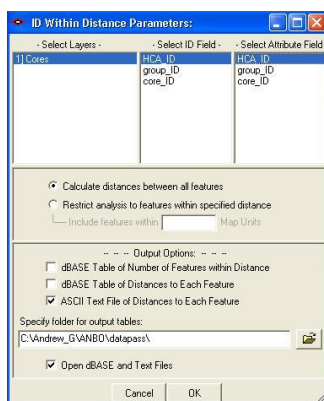 ID Within Distance Parameters:
- Select Layers - - Select ID Field - - Select Attribute Field -
1] Cores HCA_ID HCA_ID
group_ID group_ID
core_ID core_ID
Calculate distances between all features
Restrict analysis to features within specified distance
Include features within Map Units
-- -- -- Output Options: -- -- --
dBASE Table of Number of Features within Distance
dBASE Table of Distances to Each Feature
ASCII Text File of Distances to Each Feature
Specify folder for output tables:
C:\Andrew_G\ANBO\datapass\
Open dBASE and Text Files
Cancel OK